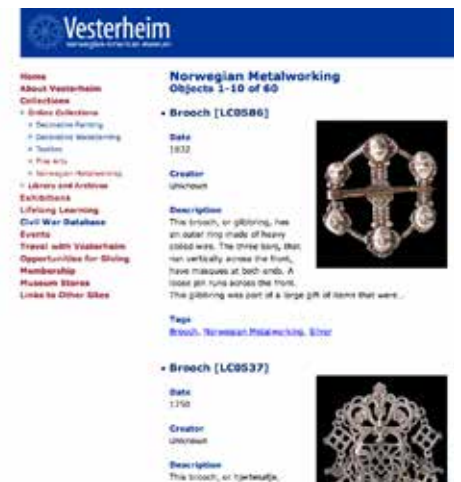 Vesterheim
Norwegian-American Museum
Home
About Vesterheim
Collections
Online Collections
Decorative Painting
Decorative Woodcarving
Textiles
Fine Arts
Norwegian Metalworking
Library and Archives
Exhibitions
Lifelong Learning
Civil War Database
Events
Travel with Vesterheim
Opportunities for Giving
Membership
Museum Stores
Links to Other Sites
Norwegian Metalworking
Objects 1-10 of 60
• Brooch [LC0586]
Date
1832
Creator
Unknown
Description
This brooch, or glibring, has
an outer ring made of heavy
coiled wire. The three bars, that
run vertically across the front,
have masques at both ends. A
loose pin runs across the front.
This glibring was part of a large gift of items that were...
Tags
Brooch, Norwegian Metalworking, Silver
• Brooch [LC0537]
Date
1750
Creator
Unknown
Description
This brooch, or